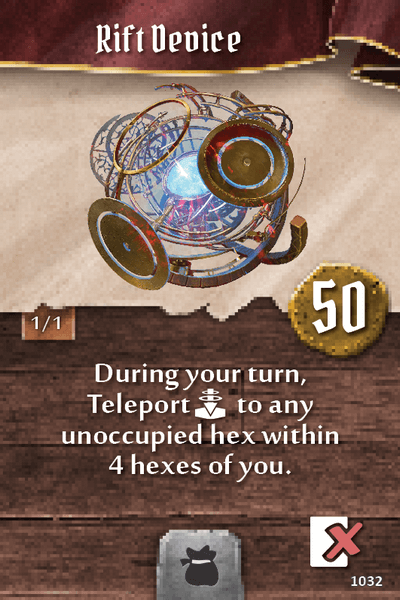 Rift Device
50
1/1
During your turn,
Teleport to any
unoccupied hex within
4 hexes of you.
1032